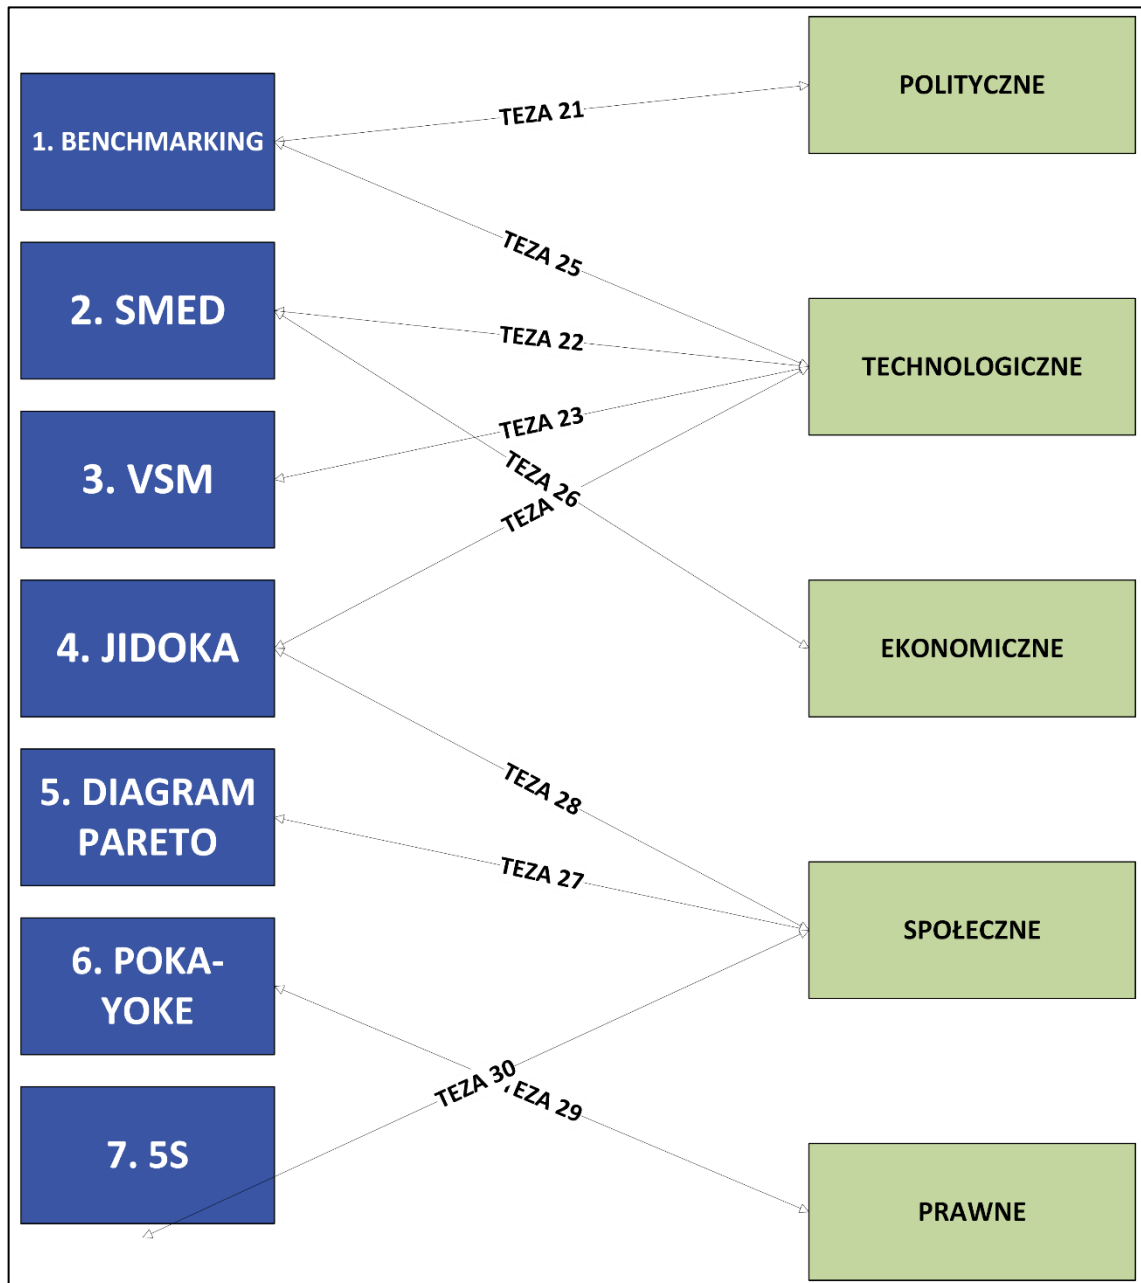 POLITYCZNE
1. BENCHMARKING
TEZA 21
TEZA 25
2. SMED
TEZA 22
TECHNOLOGICZNE
TEZA 23
3. VSM
TEZA 26
TEZA
4. JIDOKA
EKONOMICZNE
TEZA 28
5. DIAGRAM
PARETO
TEZA 27
SPOŁECZNE
6. POKA-
YOKE
TEZA 30
TEZA 29
7. 5S
PRAWNE